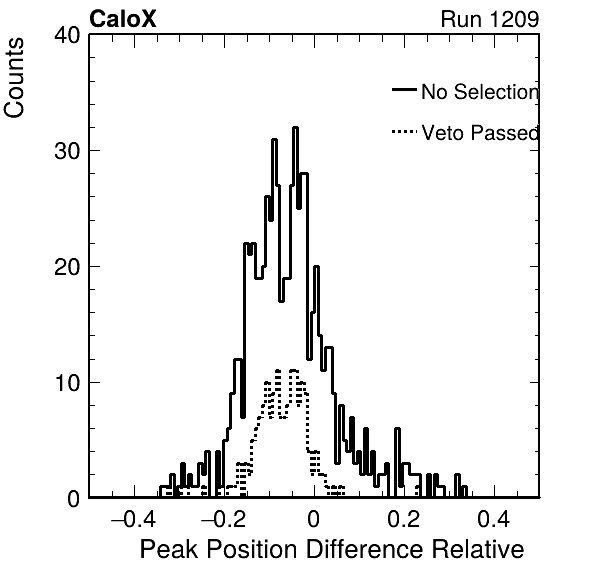 CaloX Run 1209
Counts
40
No Selection
Veto Passed
30
20
10
0
−0.4 −0.2 0 0.2 0.4
Peak Position Difference Relative